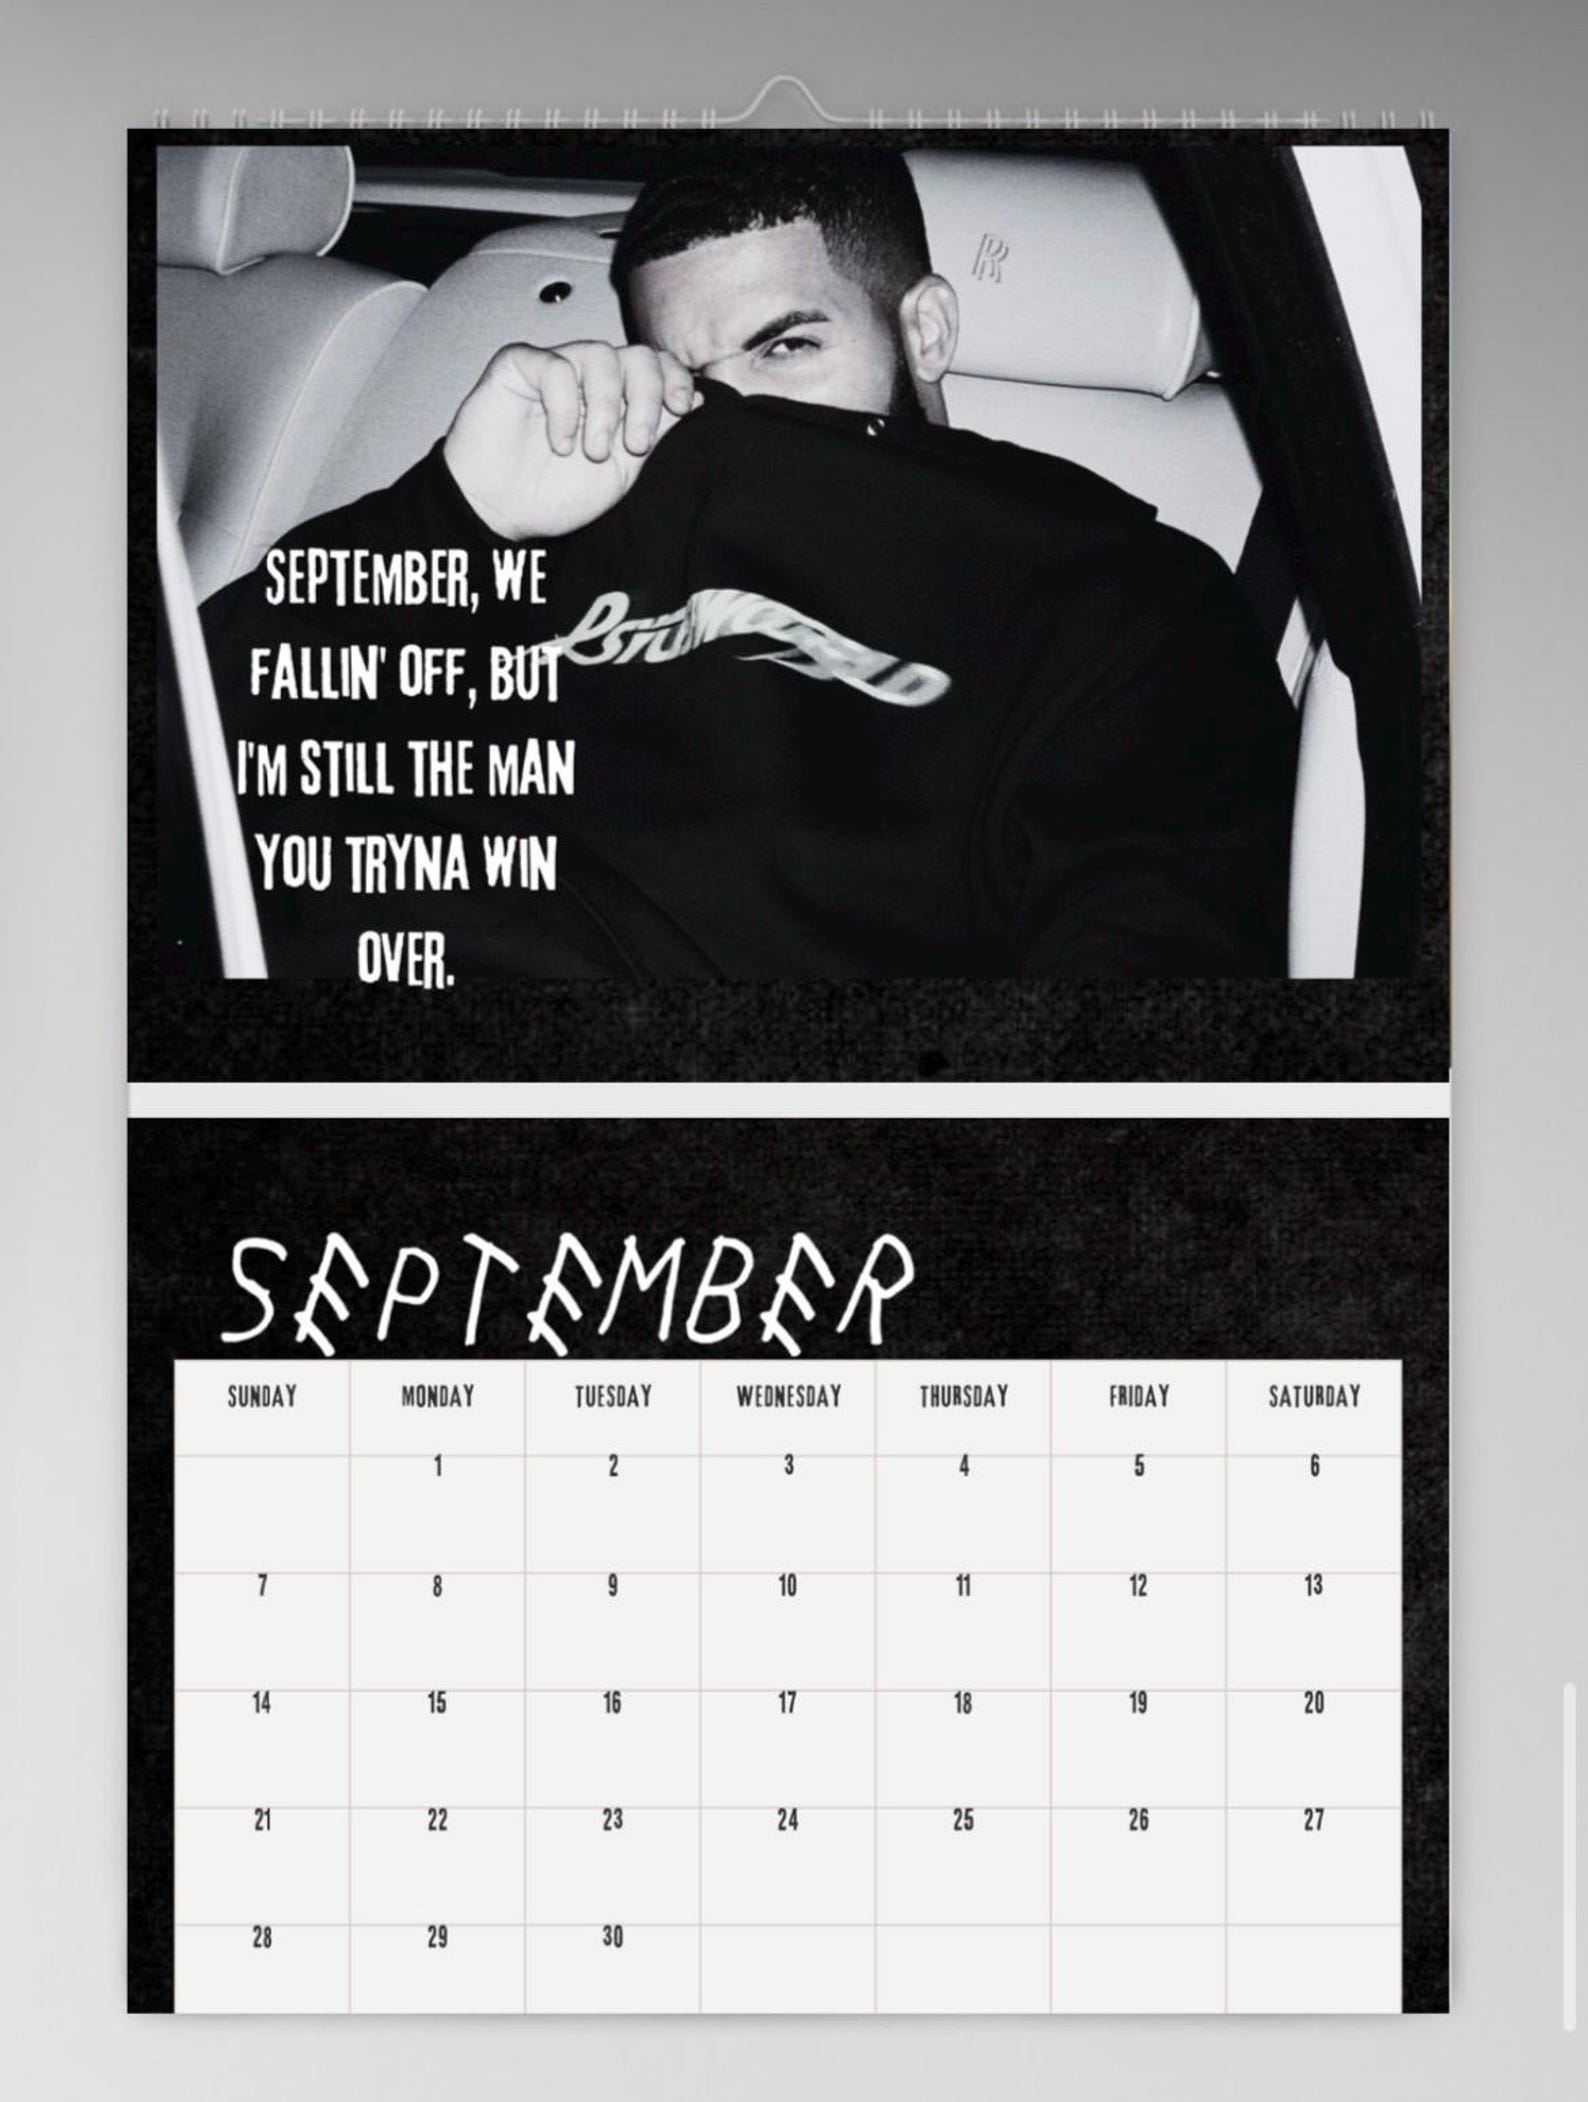 SEPTEMBER, WE
FALLIN' OFF, BUT
I'M STILL THE MAN
YOU TRYNA WIN
OVER.
SEPTEMBER
SUNDAY MONDAY TUESDAY WEDNESDAY THURSDAY FRIDAY SATURDAY
1 2 3 4 5 6
7 8 9 10 11 12 13
14 15 16 17 18 19 20
21 22 23 24 25 26 27
28 29 30